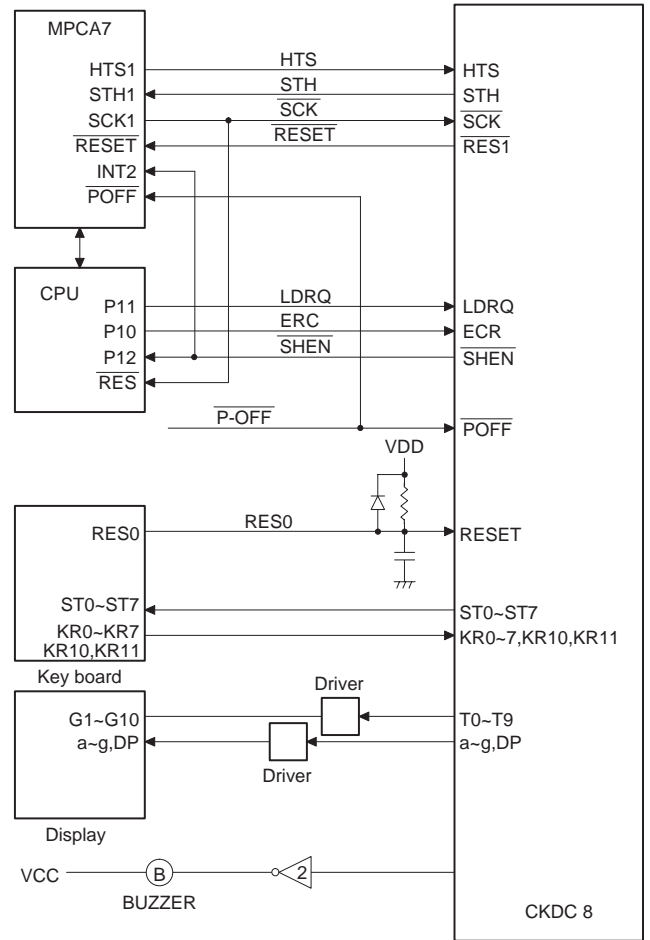 MPCA7
HTS1 HTS HTS
STH1 STH STH
SCK1 SCK SCK
RESET RESET RES1
INT2
POFF
CPU
P11 LDRQ LDRQ
P10 ERC ECR
P12 SHEN SHEN
RES
P-OFF POFF
VDD
RES0 RES0 RESET
ST0~ST7 ST0~ST7
KR0~KR7 KR0~7,KR10,KR11
KR10,KR11
Key board
Driver
G1~G10 T0~T9
a~g,DP a~g,DP
Driver
Display
VCC B 2
BUZZER
CKDC 8